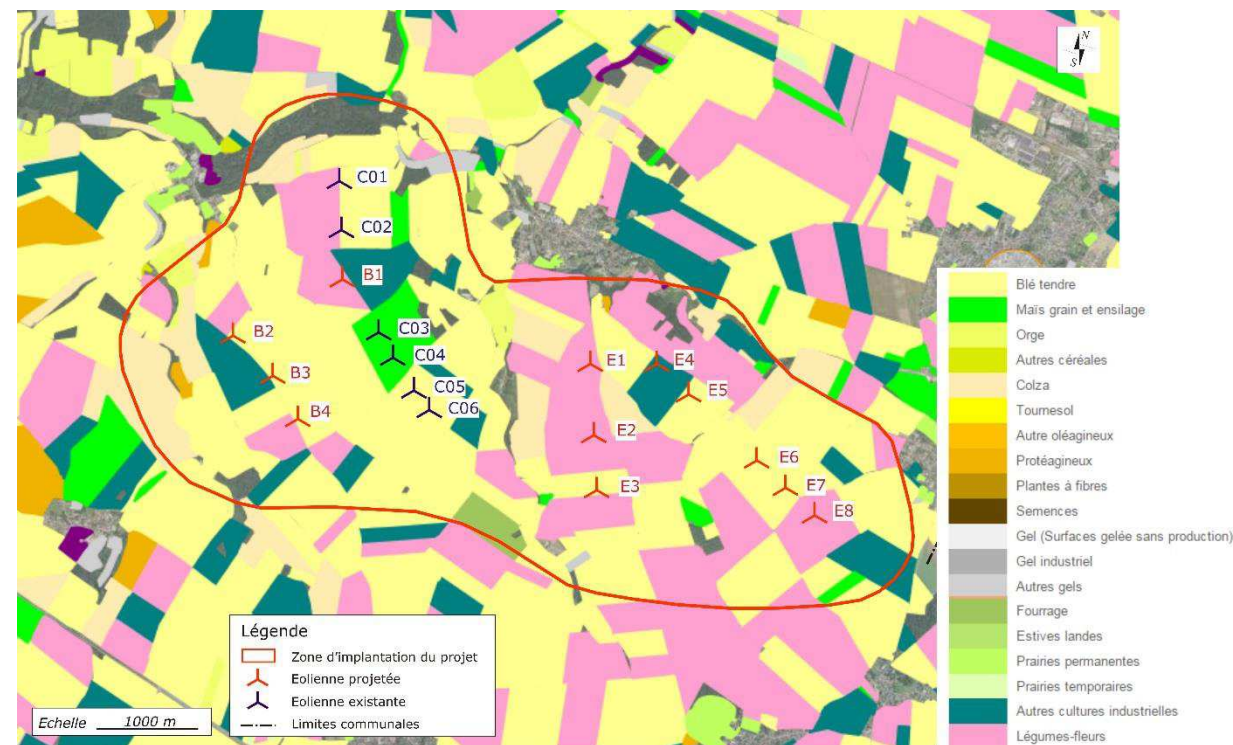 N
S
C01
C02
B1
B2
C03
C04
B3
C05
C06
B4
E1
E4
E5
E2
E6
E3
E7
E8
Blé tendre
Maïs grain et ensilage
Orge
Autres céréales
Colza
Tournesol
Autre oléagineux
Protéagineux
Plantes à fibres
Semences
Gel (Surfaces gelée sans production)
Gel industriel
Autres gels
Fourrage
Estives landes
Prairies permanentes
Prairies temporaires
Autres cultures industrielles
Légumes-fleurs
Légende
Zone d'implantation du projet
Eolienne projetée
Eolienne existante
Limites communales
Echelle 1000 m